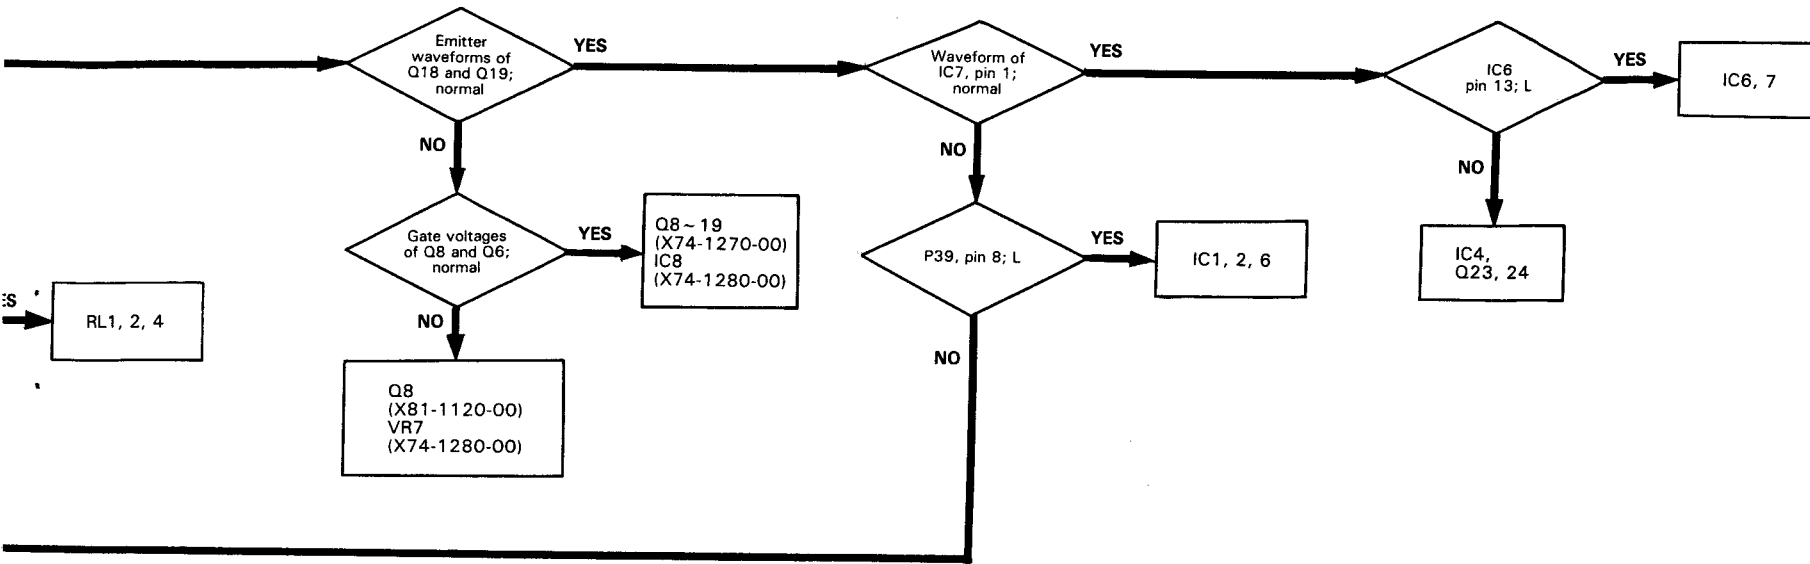 Emitter
waveforms of
Q18 and Q19;
normal
YES
NO
Waveform of
IC7, pin 1;
normal
YES
NO
IC6
pin 13; L
YES
NO
IC6, 7
Gate voltages
of Q8 and Q6;
normal
YES
NO
Q8~19
(X74-1270-00)
IC8
(X74-1280-00)
P39, pin 8; L
YES
NO
IC1, 2, 6
IC4,
Q23, 24
ES
RL1, 2, 4
Q8
(X81-1120-00)
VR7
(X74-1280-00)